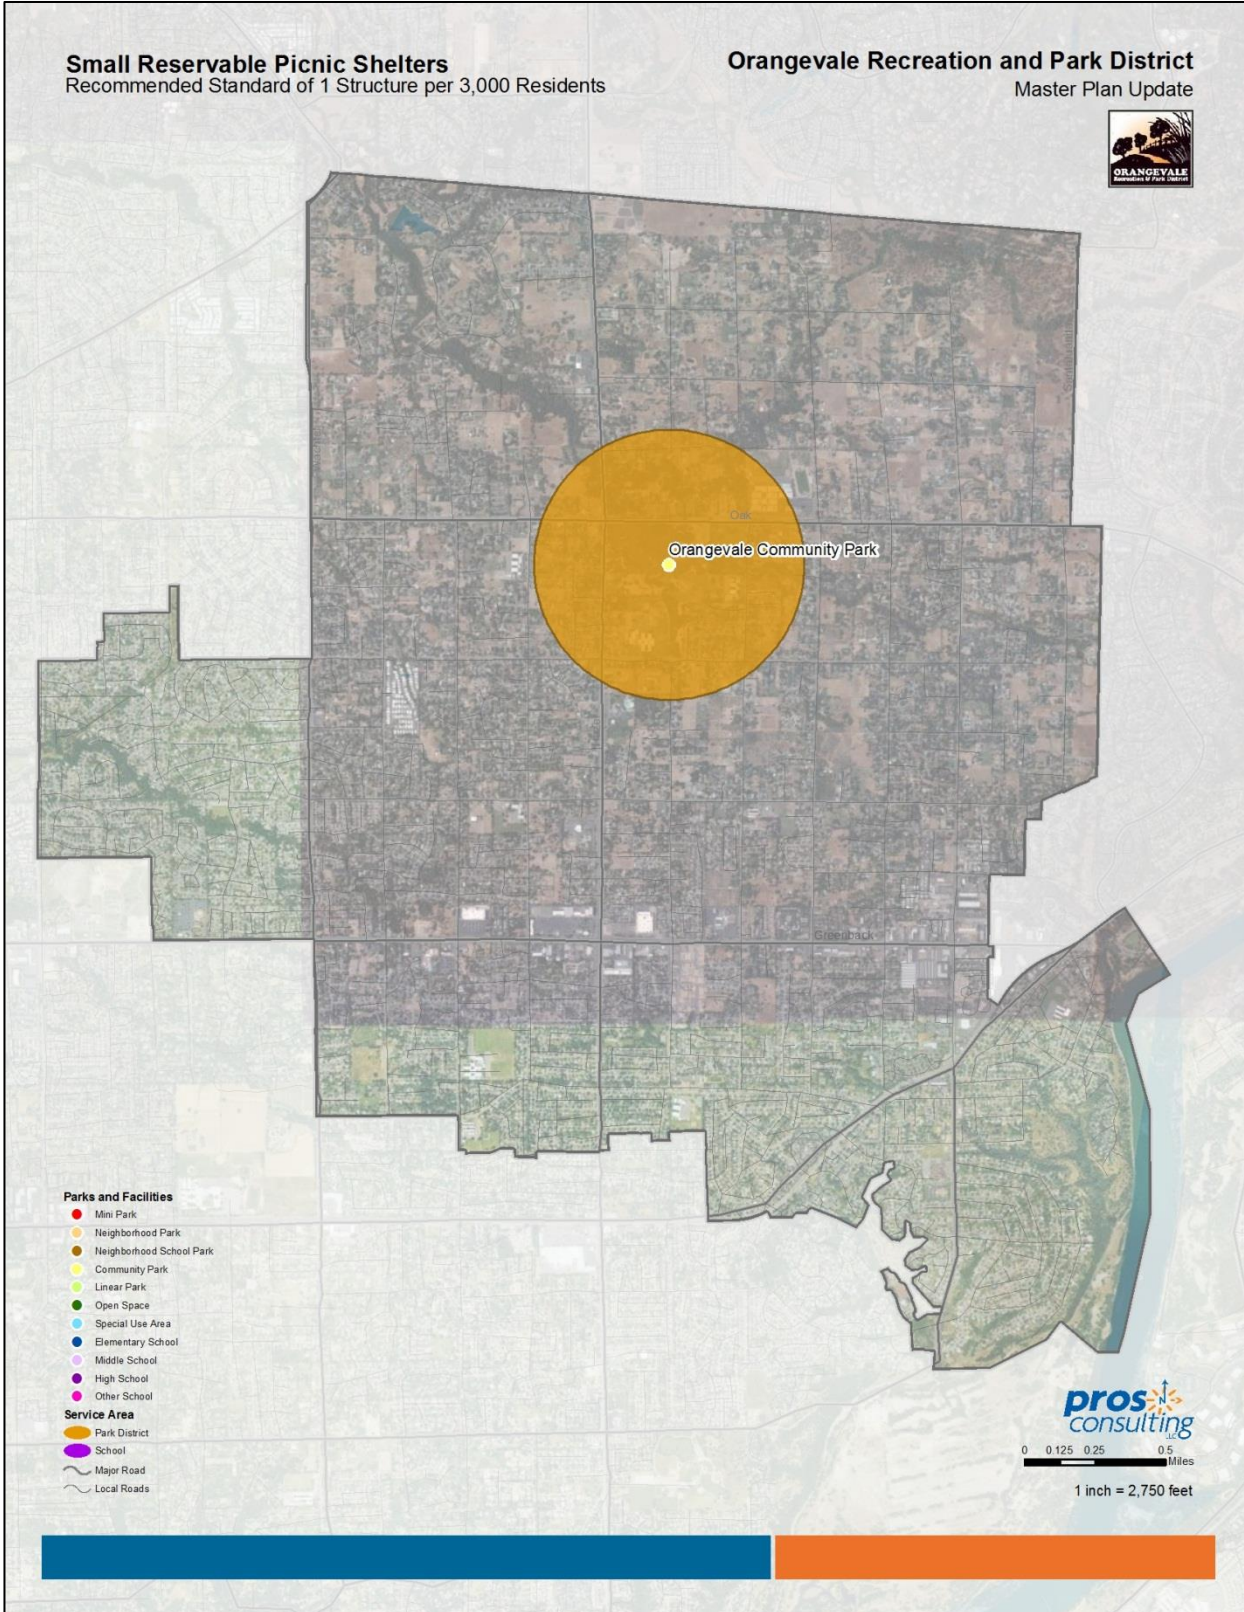 Small Reservable Picnic Shelters
Recommended Standard of 1 Structure per 3,000 Residents
Orangevale Recreation and Park District
Master Plan Update
ORANGEVALE
Recreation & Park District
Oak
Orangevale Community Park
Greenback
Parks and Facilities
Mini Park
Neighborhood Park
Neighborhood School Park
Community Park
Linear Park
Open Space
Special Use Area
Elementary School
Middle School
High School
Other School
Service Area
Park District
School
Major Road
Local Roads
pros
N
consulting
LLC
0 0.125 0.25 0.5
Miles
1 inch = 2,750 feet